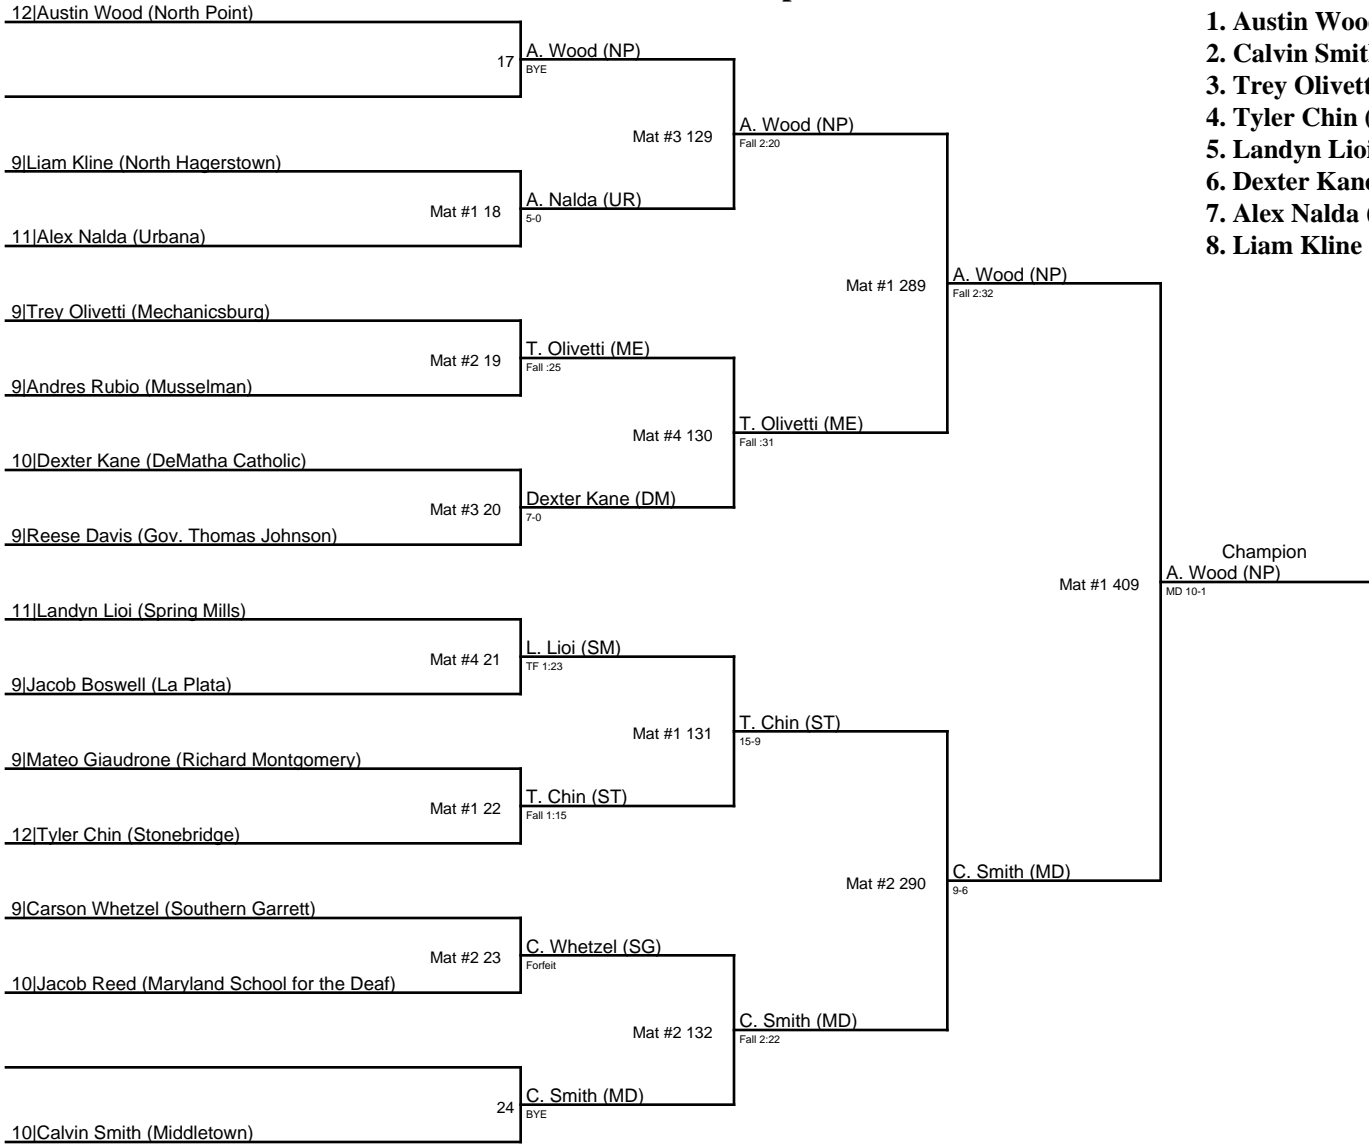 12|Austin Wood (North Point)
17
A. Wood (NP)
BYE
9|Liam Kline (North Hagerstown)
Mat #1 18
A. Nalda (UR)
5-0
11|Alex Nalda (Urbana)
Mat #3 129
A. Wood (NP)
Fall 2:20
9|Trey Olivetti (Mechanicsburg)
Mat #2 19
T. Olivetti (ME)
Fall :25
9|Andres Rubio (Musselman)
10|Dexter Kane (DeMatha Catholic)
Mat #3 20
Dexter Kane (DM)
7-0
9|Reese Davis (Gov. Thomas Johnson)
Mat #4 130
T. Olivetti (ME)
Fall :31
Mat #1 289
A. Wood (NP)
Fall 2:32
11|Landyn Lioi (Spring Mills)
Mat #4 21
L. Lioi (SM)
TF 1:23
9|Jacob Boswell (La Plata)
9|Mateo Giaudrone (Richard Montgomery)
Mat #1 22
T. Chin (ST)
Fall 1:15
12|Tyler Chin (Stonebridge)
Mat #1 131
T. Chin (ST)
15-9
9|Carson Whetzel (Southern Garrett)
Mat #2 23
C. Whetzel (SG)
Forfeit
10|Jacob Reed (Maryland School for the Deaf)
24
C. Smith (MD)
BYE
10|Calvin Smith (Middletown)
Mat #2 132
C. Smith (MD)
Fall 2:22
Mat #2 290
C. Smith (MD)
9-6
Mat #1 409
Champion
A. Wood (NP)
MD 10-1
1. Austin Woo
2. Calvin Smit
3. Trey Olivett
4. Tyler Chin (
5. Landyn Lioi
6. Dexter Kan
7. Alex Nalda (
8. Liam Kline